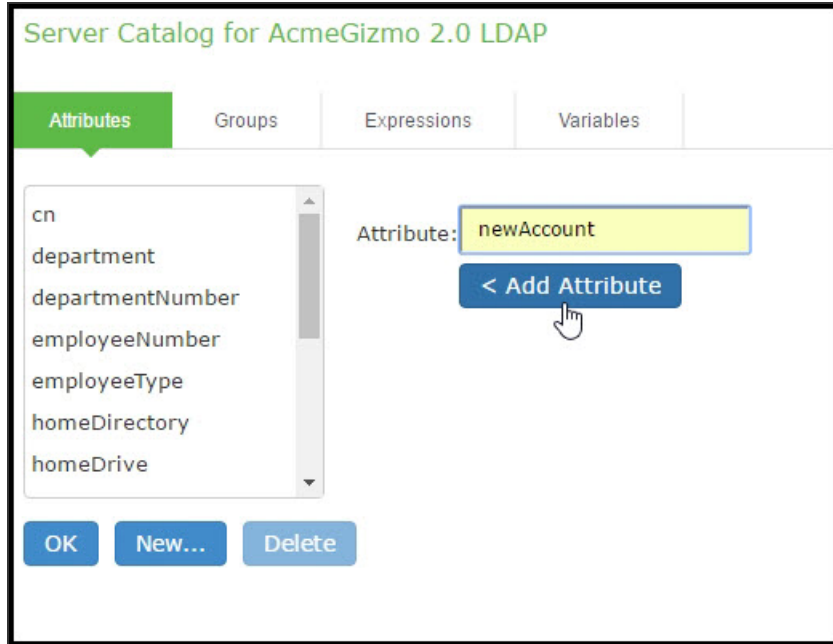 Server Catalog for AcmeGizmo 2.0 LDAP
Attributes Groups Expressions Variables
cn
department
departmentNumber
employeeNumber
employeeType
homeDirectory
homeDrive
Attribute: newAccount
< Add Attribute
OK New... Delete